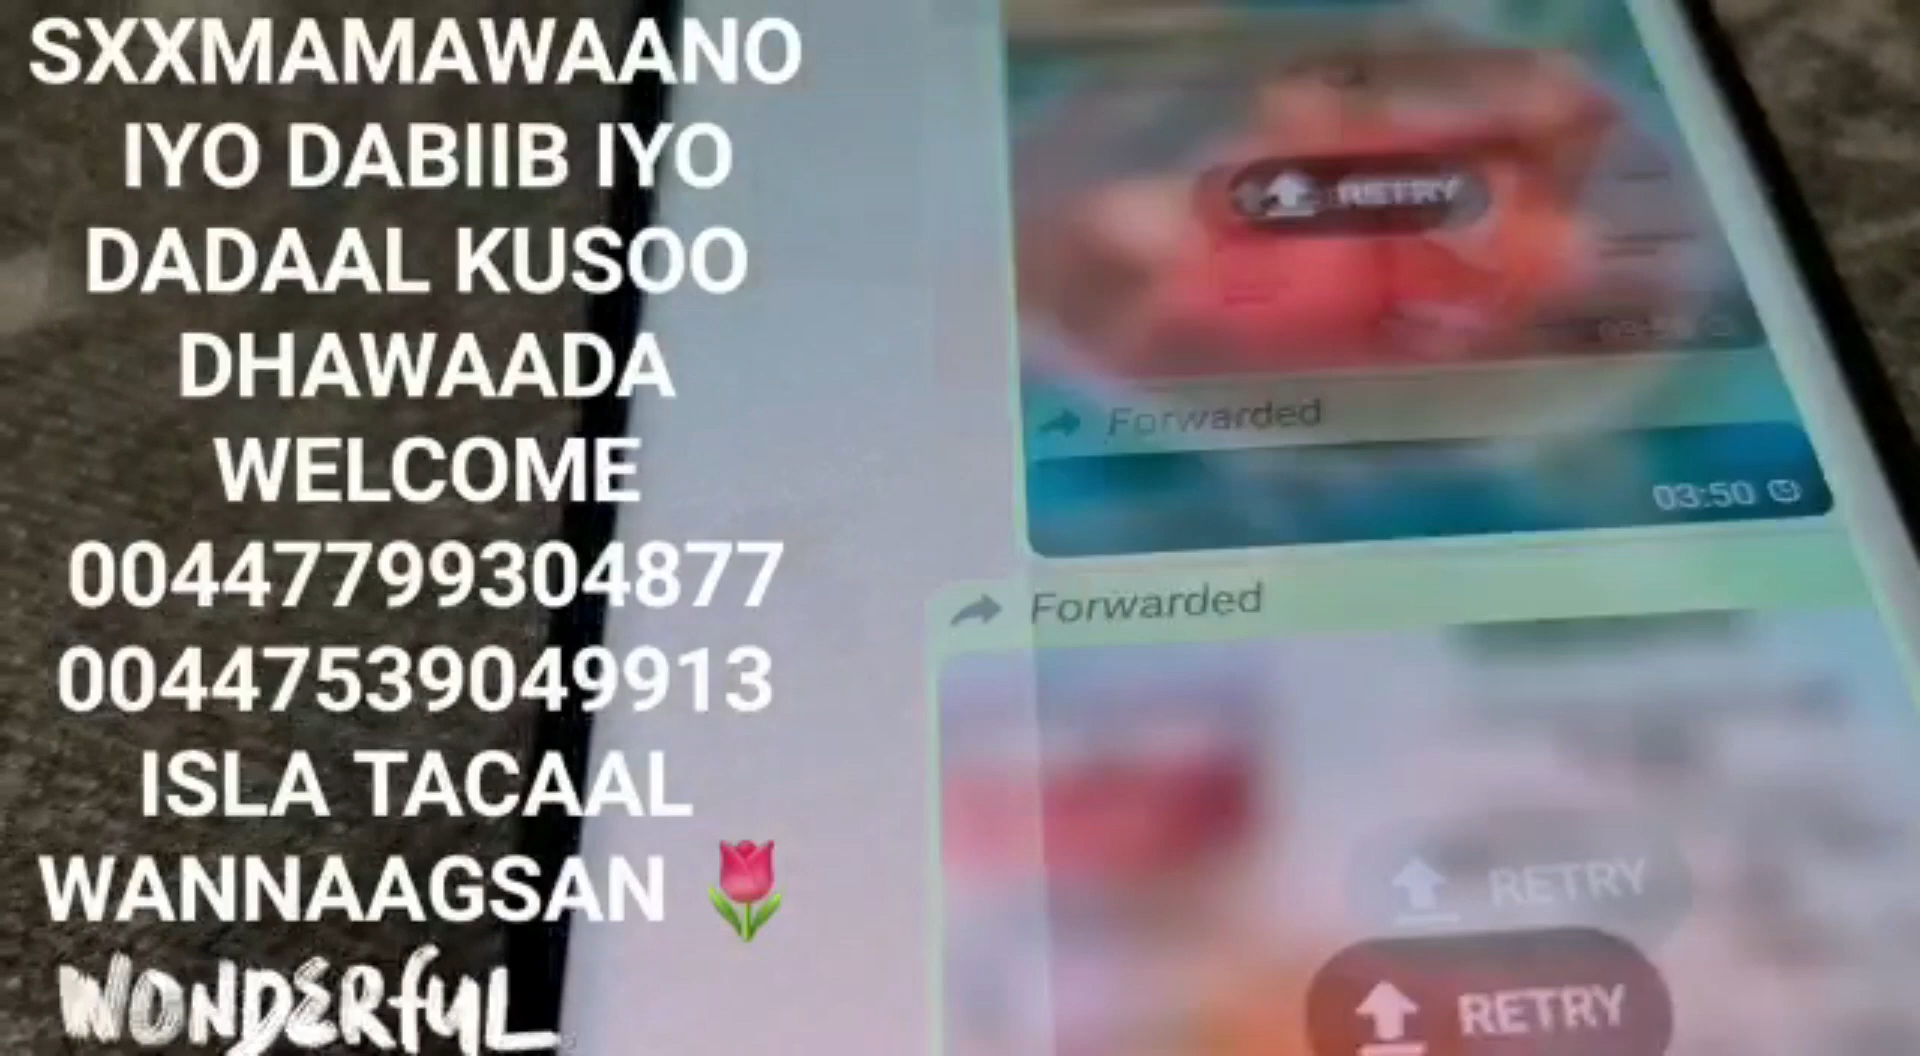 SXXMAMAWAANO
IYO DABIIB IYO
DADAAL KUSOO
DHAWAADA
WELCOME
00447799304877
00447539049913
ISLA TACAAL
WANNAAGSAN 🌷
WONDERFUL
RETRY
Forwarded
03:50
Forwarded
RETRY
RETRY